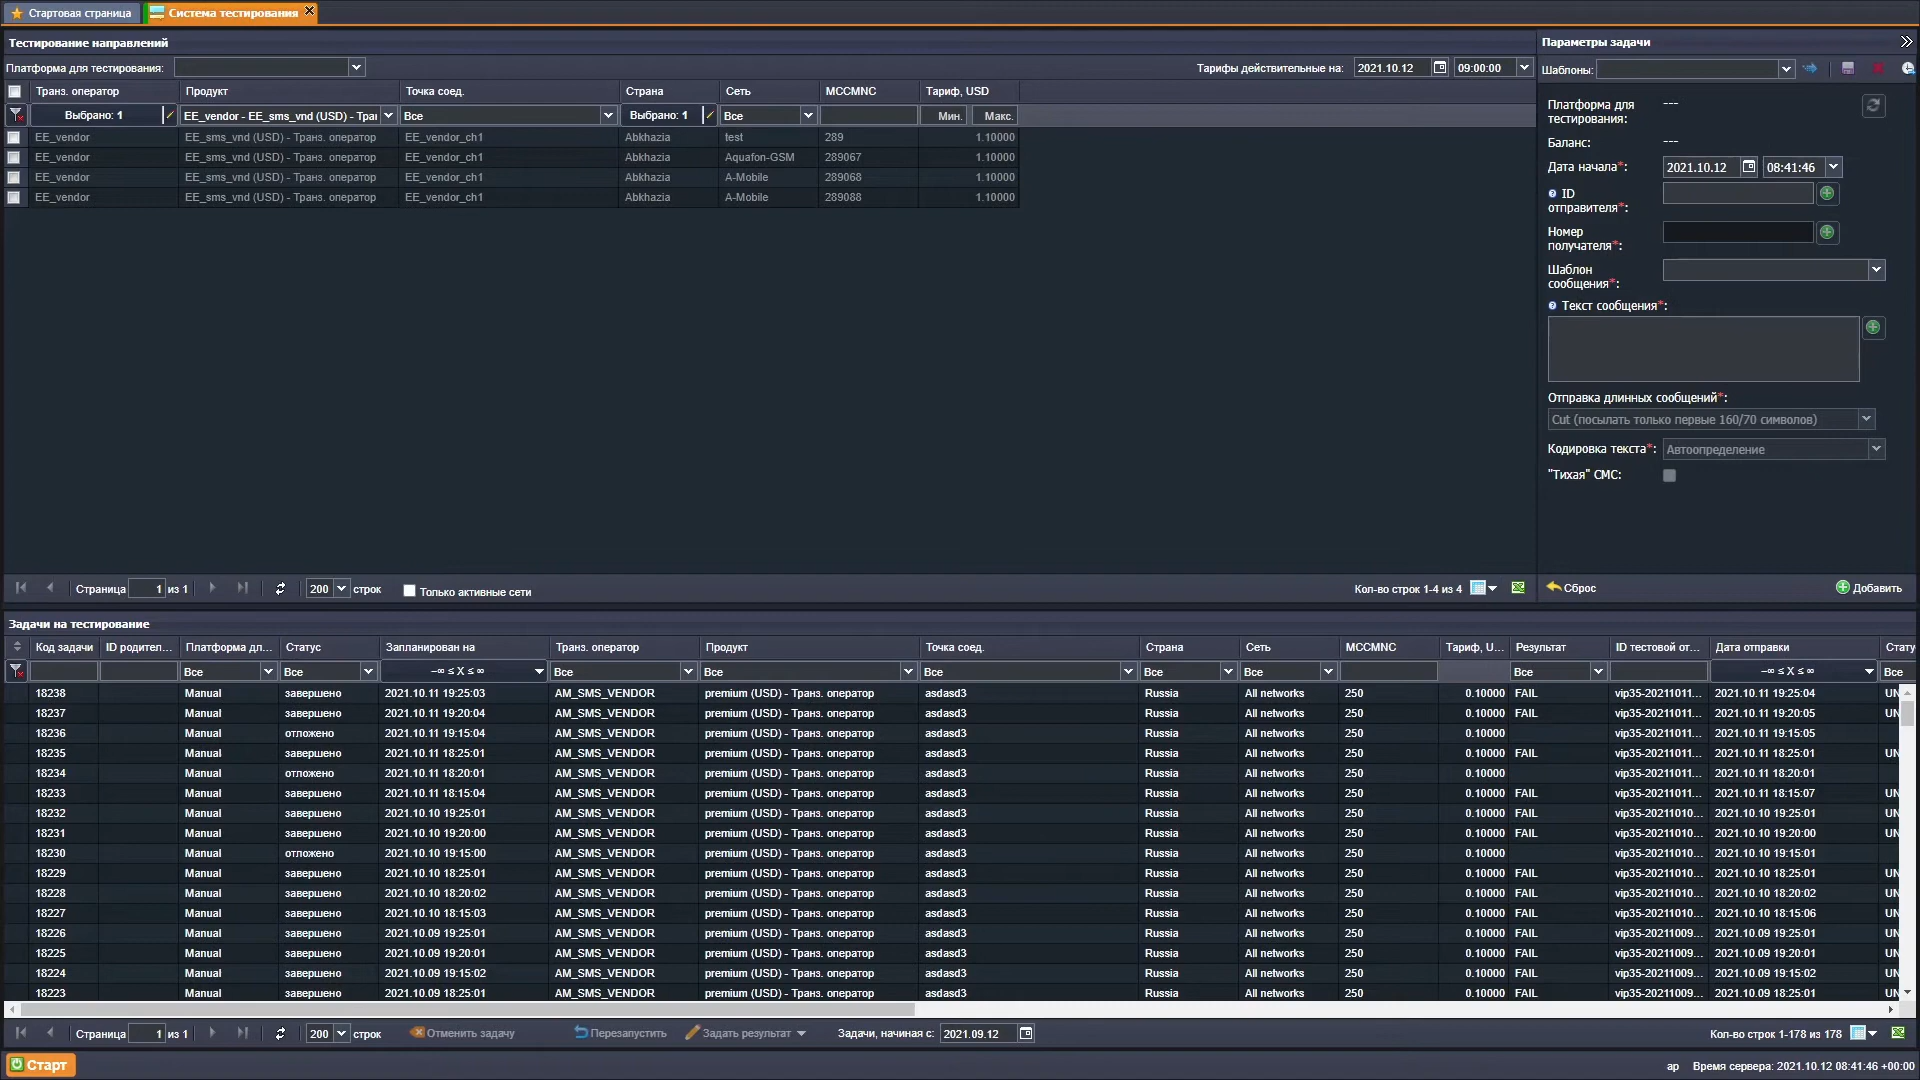 Стартовая страница
Система тестирования
Тестирование направлений
Платформа для тестирования:
Тарифы действительные на: 2021.10.12 09:00:00
Транз. оператор Продукт Точка соед. Страна Сеть MCCMNC Тариф, USD
Выбрано: 1 EE_vendor - EE_sms_vnd (USD) - Тран Все Выбрано: 1 Все Мин. Макс.
EE_vendor EE_sms_vnd (USD) - Транз. оператор EE_vendor_ch1 Abkhazia test 289 1.10000
EE_vendor EE_sms_vnd (USD) - Транз. оператор EE_vendor_ch1 Abkhazia Aquafon-GSM 289067 1.10000
EE_vendor EE_sms_vnd (USD) - Транз. оператор EE_vendor_ch1 Abkhazia A-Mobile 289068 1.10000
EE_vendor EE_sms_vnd (USD) - Транз. оператор EE_vendor_ch1 Abkhazia A-Mobile 289088 1.10000
Страница 1 из 1 200 строк Только активные сети Кол-во строк 1-4 из 4
Параметры задачи
Шаблоны:
Платформа для ---
тестирования:
Баланс: ---
Дата начала*: 2021.10.12 08:41:46
ID
отправителя*:
Номер
получателя*:
Шаблон
сообщения*:
Текст сообщения*:
Отправка длинных сообщений*:
Cut (посылать только первые 160/70 символов)
Кодировка текста*: Автоопределение
"Тихая" СМС:
Сброс Добавить
Задачи на тестирование
Код задачи ID родител... Платформа дл... Статус Запланирован на Транз. оператор Продукт Точка соед. Страна Сеть MCCMNC Тариф, U... Результат ID тестовой от... Дата отправки Стату
Все Все −∞ ≤ X ≤ ∞ Все Все Все Все Все Все −∞ ≤ X ≤ ∞ Все
18238 Manual завершено 2021.10.11 19:25:03 AM_SMS_VENDOR premium (USD) - Транз. оператор asdasd3 Russia All networks 250 0.10000 FAIL vip35-20211011... 2021.10.11 19:25:04 UN
18237 Manual завершено 2021.10.11 19:20:04 AM_SMS_VENDOR premium (USD) - Транз. оператор asdasd3 Russia All networks 250 0.10000 FAIL vip35-20211011... 2021.10.11 19:20:05 UN
18236 Manual отложено 2021.10.11 19:15:04 AM_SMS_VENDOR premium (USD) - Транз. оператор asdasd3 Russia All networks 250 0.10000 vip35-20211011... 2021.10.11 19:15:05
18235 Manual завершено 2021.10.11 18:25:01 AM_SMS_VENDOR premium (USD) - Транз. оператор asdasd3 Russia All networks 250 0.10000 FAIL vip35-20211011... 2021.10.11 18:25:01 UN
18234 Manual отложено 2021.10.11 18:20:01 AM_SMS_VENDOR premium (USD) - Транз. оператор asdasd3 Russia All networks 250 0.10000 vip35-20211011... 2021.10.11 18:20:01
18233 Manual завершено 2021.10.11 18:15:04 AM_SMS_VENDOR premium (USD) - Транз. оператор asdasd3 Russia All networks 250 0.10000 FAIL vip35-20211011... 2021.10.11 18:15:07 UN
18232 Manual завершено 2021.10.10 19:25:01 AM_SMS_VENDOR premium (USD) - Транз. оператор asdasd3 Russia All networks 250 0.10000 FAIL vip35-20211010... 2021.10.10 19:25:01 UN
18231 Manual завершено 2021.10.10 19:20:00 AM_SMS_VENDOR premium (USD) - Транз. оператор asdasd3 Russia All networks 250 0.10000 FAIL vip35-20211010... 2021.10.10 19:20:00 UN
18230 Manual отложено 2021.10.10 19:15:00 AM_SMS_VENDOR premium (USD) - Транз. оператор asdasd3 Russia All networks 250 0.10000 vip35-20211010... 2021.10.10 19:15:01
18229 Manual завершено 2021.10.10 18:25:01 AM_SMS_VENDOR premium (USD) - Транз. оператор asdasd3 Russia All networks 250 0.10000 FAIL vip35-20211010... 2021.10.10 18:25:01 UN
18228 Manual завершено 2021.10.10 18:20:02 AM_SMS_VENDOR premium (USD) - Транз. оператор asdasd3 Russia All networks 250 0.10000 FAIL vip35-20211010... 2021.10.10 18:20:02 UN
18227 Manual завершено 2021.10.10 18:15:03 AM_SMS_VENDOR premium (USD) - Транз. оператор asdasd3 Russia All networks 250 0.10000 FAIL vip35-20211010... 2021.10.10 18:15:06 UN
18226 Manual завершено 2021.10.09 19:25:01 AM_SMS_VENDOR premium (USD) - Транз. оператор asdasd3 Russia All networks 250 0.10000 FAIL vip35-20211009... 2021.10.09 19:25:01 UN
18225 Manual завершено 2021.10.09 19:20:01 AM_SMS_VENDOR premium (USD) - Транз. оператор asdasd3 Russia All networks 250 0.10000 FAIL vip35-20211009... 2021.10.09 19:20:01 UN
18224 Manual завершено 2021.10.09 19:15:02 AM_SMS_VENDOR premium (USD) - Транз. оператор asdasd3 Russia All networks 250 0.10000 FAIL vip35-20211009... 2021.10.09 19:15:02 UN
18223 Manual завершено 2021.10.09 18:25:01 AM_SMS_VENDOR premium (USD) - Транз. оператор asdasd3 Russia All networks 250 0.10000 FAIL vip35-20211009... 2021.10.09 18:25:01 UN
Страница 1 из 1 200 строк Отменить задачу Перезапустить Задать результат Задачи, начиная с: 2021.09.12 Кол-во строк 1-178 из 178
Старт
ap Время сервера: 2021.10.12 08:41:46 +00:00